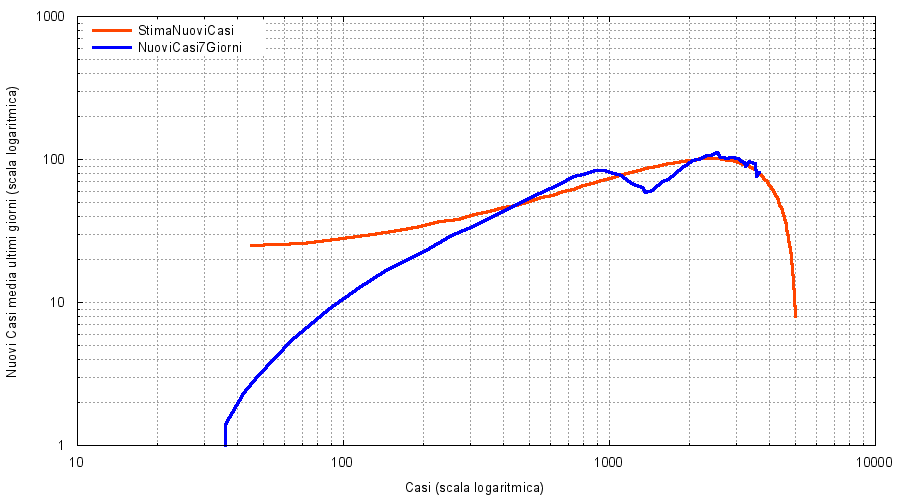 1000
StimaNuoviCasi
NuoviCasi7Giorni
100
Nuovi Casi media ultimi giorni (scala logaritmica)
10
1
10
100
1000
10000
Casi (scala logaritmica)